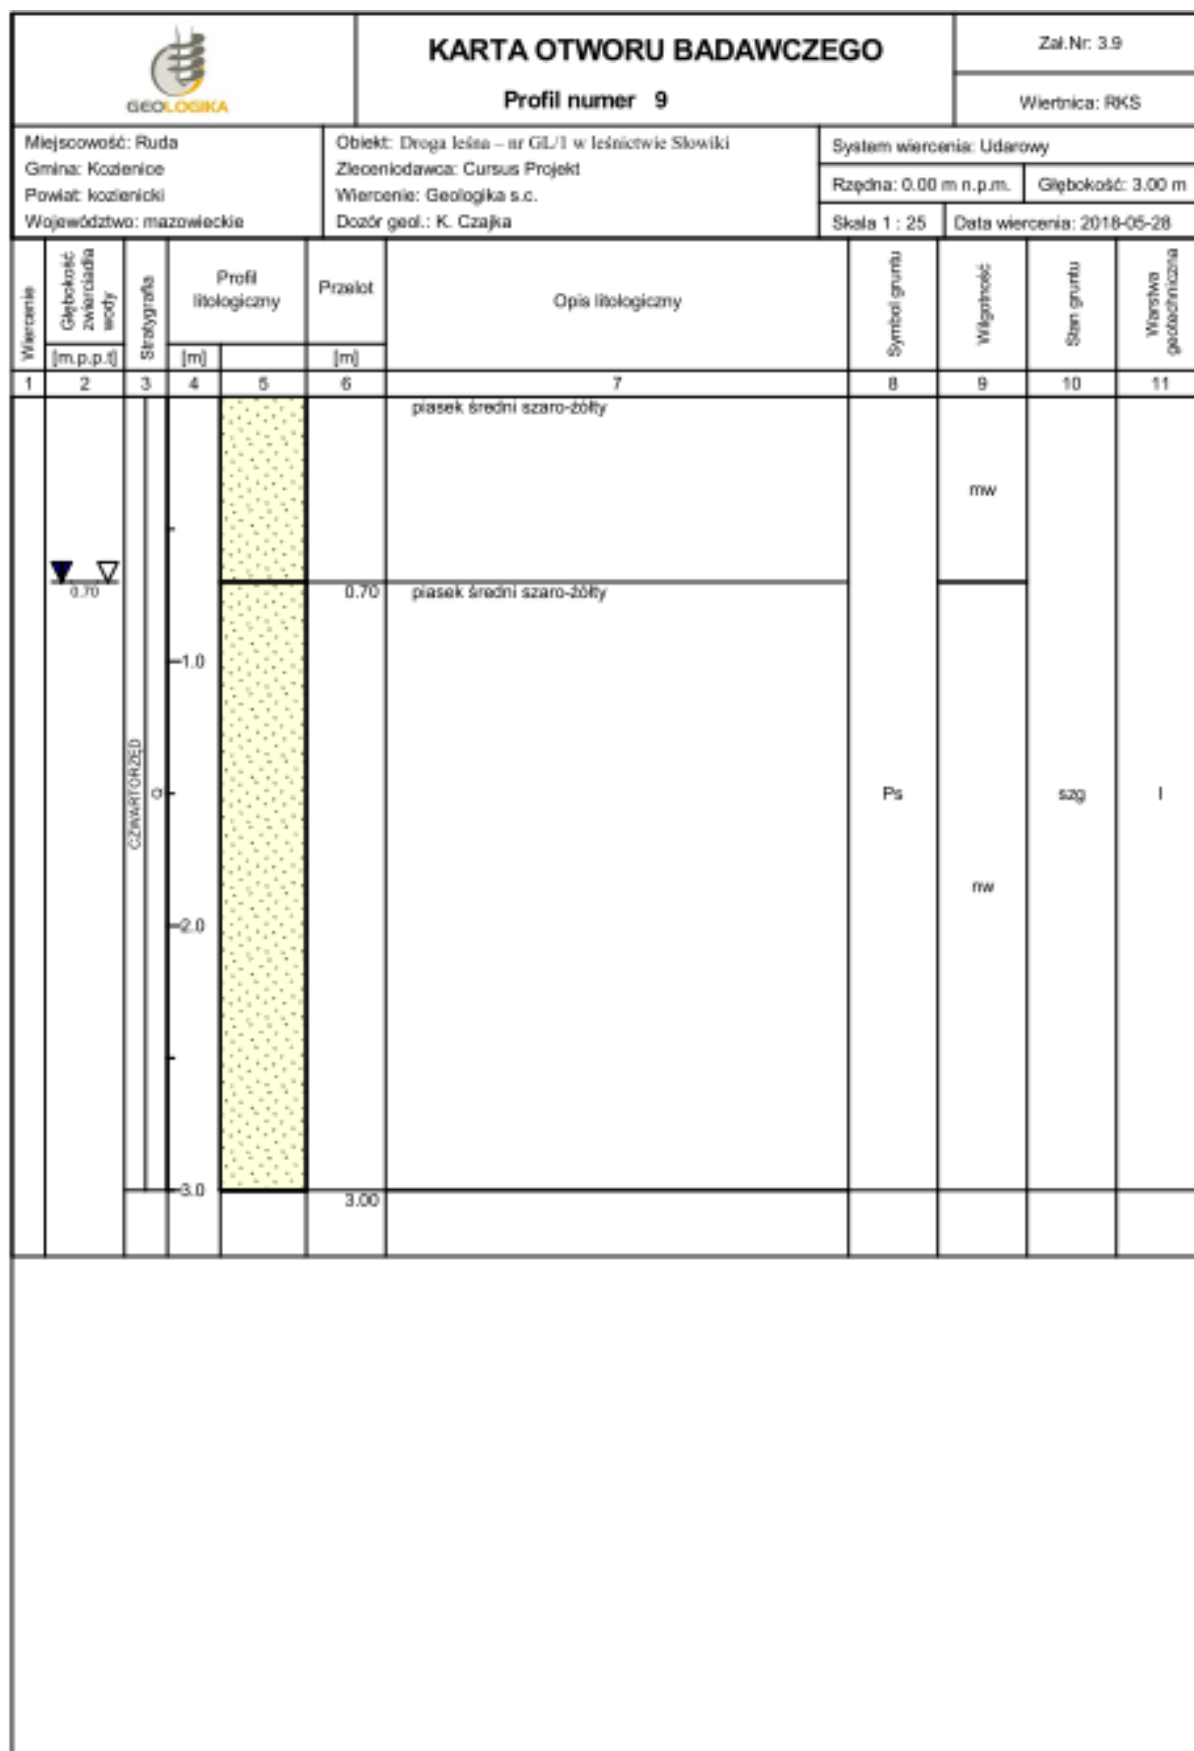 GEOLOGIKA
KARTA OTWORU BADAWCZEGO
Profil numer 9
Zał.Nr: 3.9
Wiertnica: RKS
Miejscowość: Ruda
Gmina: Kozienice
Powiat: kozienicki
Województwo: mazowieckie
Obiekt: Droga leśna – nr GL/1 w leśnictwie Słowiki
Zleceniodawca: Cursus Projekt
Wiercenie: Geologika s.c.
Dozór geol.: K. Czajka
System wiercenia: Udarowy
Rzędna: 0.00 m n.p.m.
Głębokość: 3.00 m
Skala 1 : 25
Data wiercenia: 2018-05-28
Wiercenie
Głębokość
zwierciadła
wody
[m.p.p.t]
Stratygrafia
Profil
litologiczny
[m]
Przelot
[m]
Opis litologiczny
Symbol gruntu
Wilgotność
Stan gruntu
Warstwa
geotechniczna
1 2 3 4 5 6 7 8 9 10 11
piasek średni szaro-żółty
mw
0.70
0.70
piasek średni szaro-żółty
1.0
CZWARTORZĘD
Q
Ps
szg
I
nw
2.0
3.0
3.00